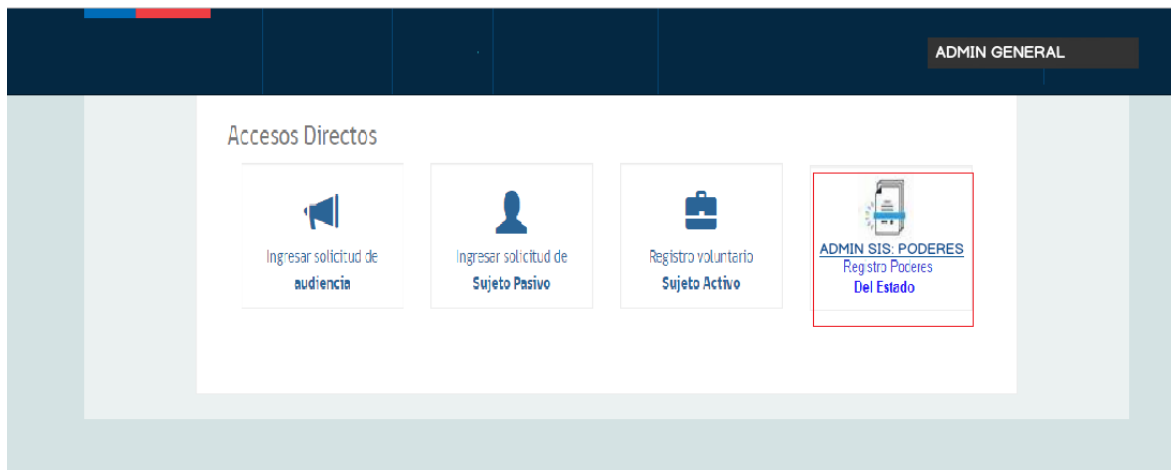 ADMIN GENERAL
Accesos Directos
Ingresar solicitud de
audiencia
Ingresar solicitud de
Sujeto Pasivo
Registro voluntario
Sujeto Activo
ADMIN SIS: PODERES
Registro Poderes
Del Estado